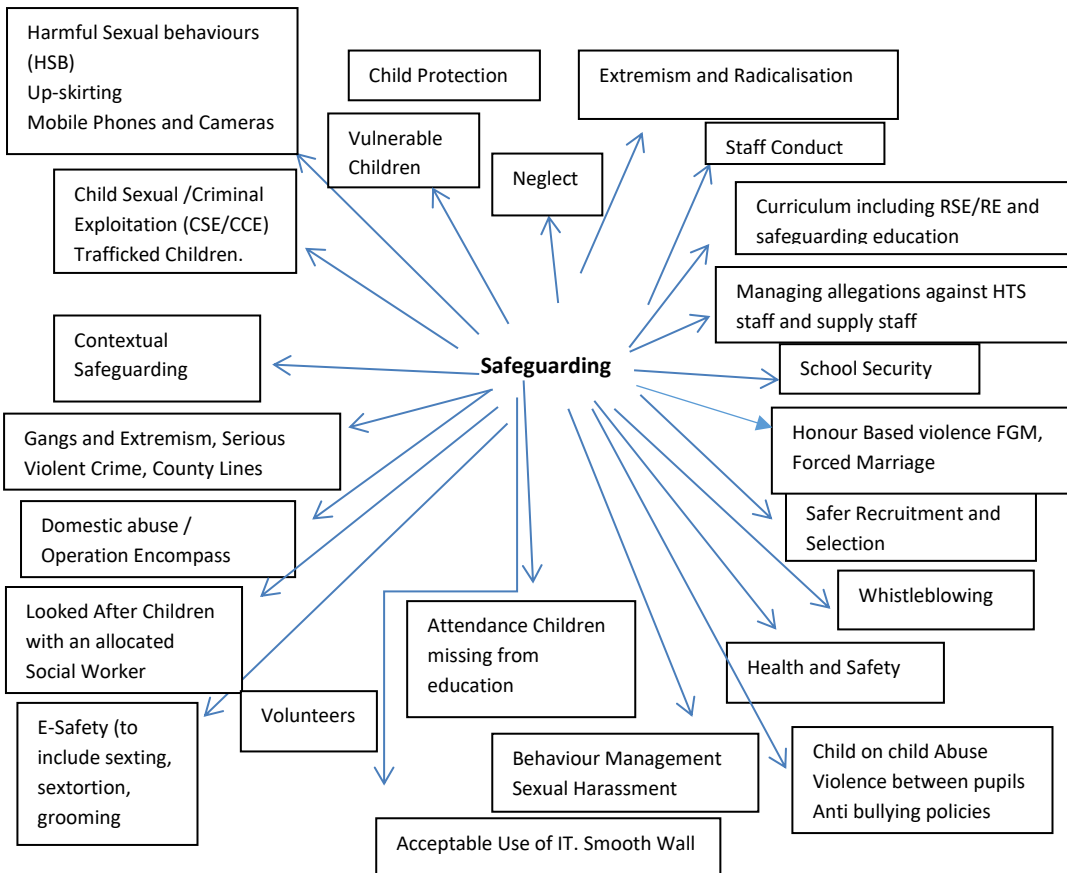 Harmful Sexual behaviours
(HSB)
Up-skirting
Mobile Phones and Cameras
Child Protection
Extremism and Radicalisation
Vulnerable
Children
Neglect
Staff Conduct
Child Sexual /Criminal
Exploitation (CSE/CCE)
Trafficked Children.
Curriculum including RSE/RE and
safeguarding education
Managing allegations against HTS
staff and supply staff
Contextual
Safeguarding
Safeguarding
School Security
Gangs and Extremism, Serious
Violent Crime, County Lines
Honour Based violence FGM,
Forced Marriage
Domestic abuse /
Operation Encompass
Safer Recruitment and
Selection
Looked After Children
with an allocated
Social Worker
Attendance Children
missing from
education
Whistleblowing
Health and Safety
E-Safety (to
include sexting,
sextortion,
grooming
Volunteers
Behaviour Management
Sexual Harassment
Child on child Abuse
Violence between pupils
Anti bullying policies
Acceptable Use of IT. Smooth Wall